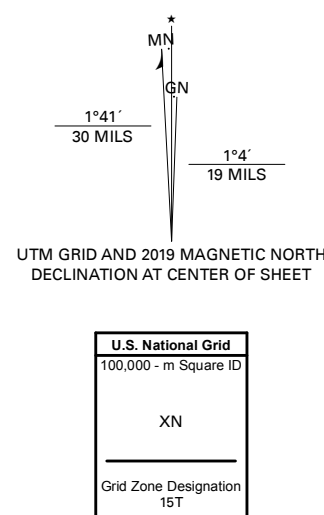 ★
MN
GN
1°41´
30 MILS
1°4´
19 MILS
UTM GRID AND 2019 MAGNETIC NORTH
DECLINATION AT CENTER OF SHEET
U.S. National Grid
100,000 - m Square ID
XN
Grid Zone Designation
15T